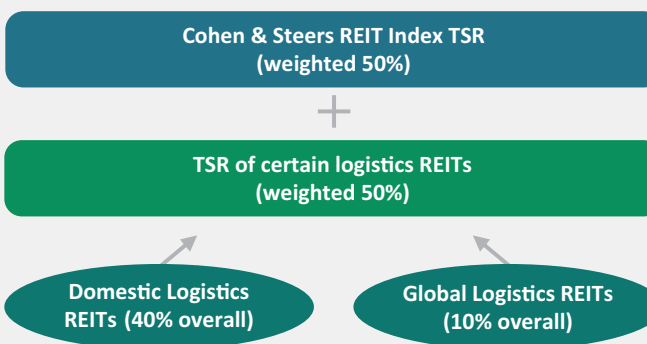 Cohen & Steers REIT Index TSR
(weighted 50%)
+
TSR of certain logistics REITs
(weighted 50%)
Domestic Logistics
REITs (40% overall)
Global Logistics REITs
(10% overall)